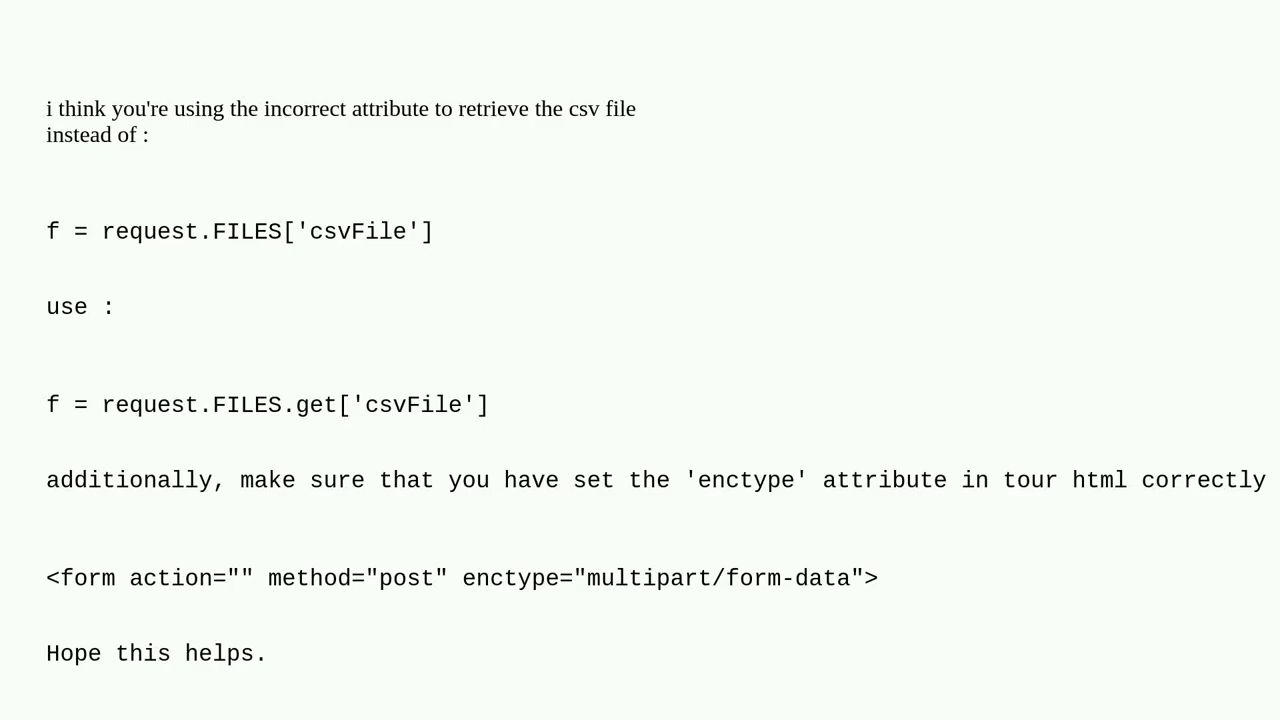 i think you're using the incorrect attribute to retrieve the csv file
instead of :
f = request.FILES['csvFile']
use :
f = request.FILES.get['csvFile']
additionally, make sure that you have set the 'enctype' attribute in tour html correctly
<form action="" method="post" enctype="multipart/form-data">
Hope this helps.